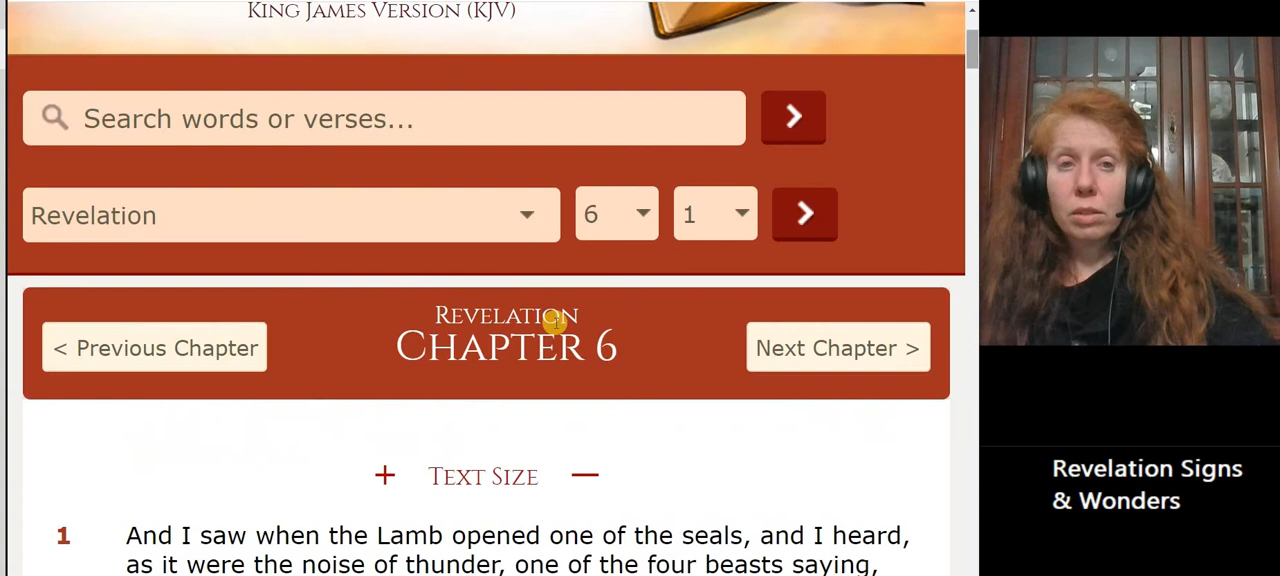 King James Version (KJV)
Search words or verses...
Revelation 6 1
Revelation
< Previous Chapter Chapter 6 Next Chapter >
+ Text Size —
1 And I saw when the Lamb opened one of the seals, and I heard,
as it were the noise of thunder, one of the four beasts saying,
Revelation Signs
& Wonders